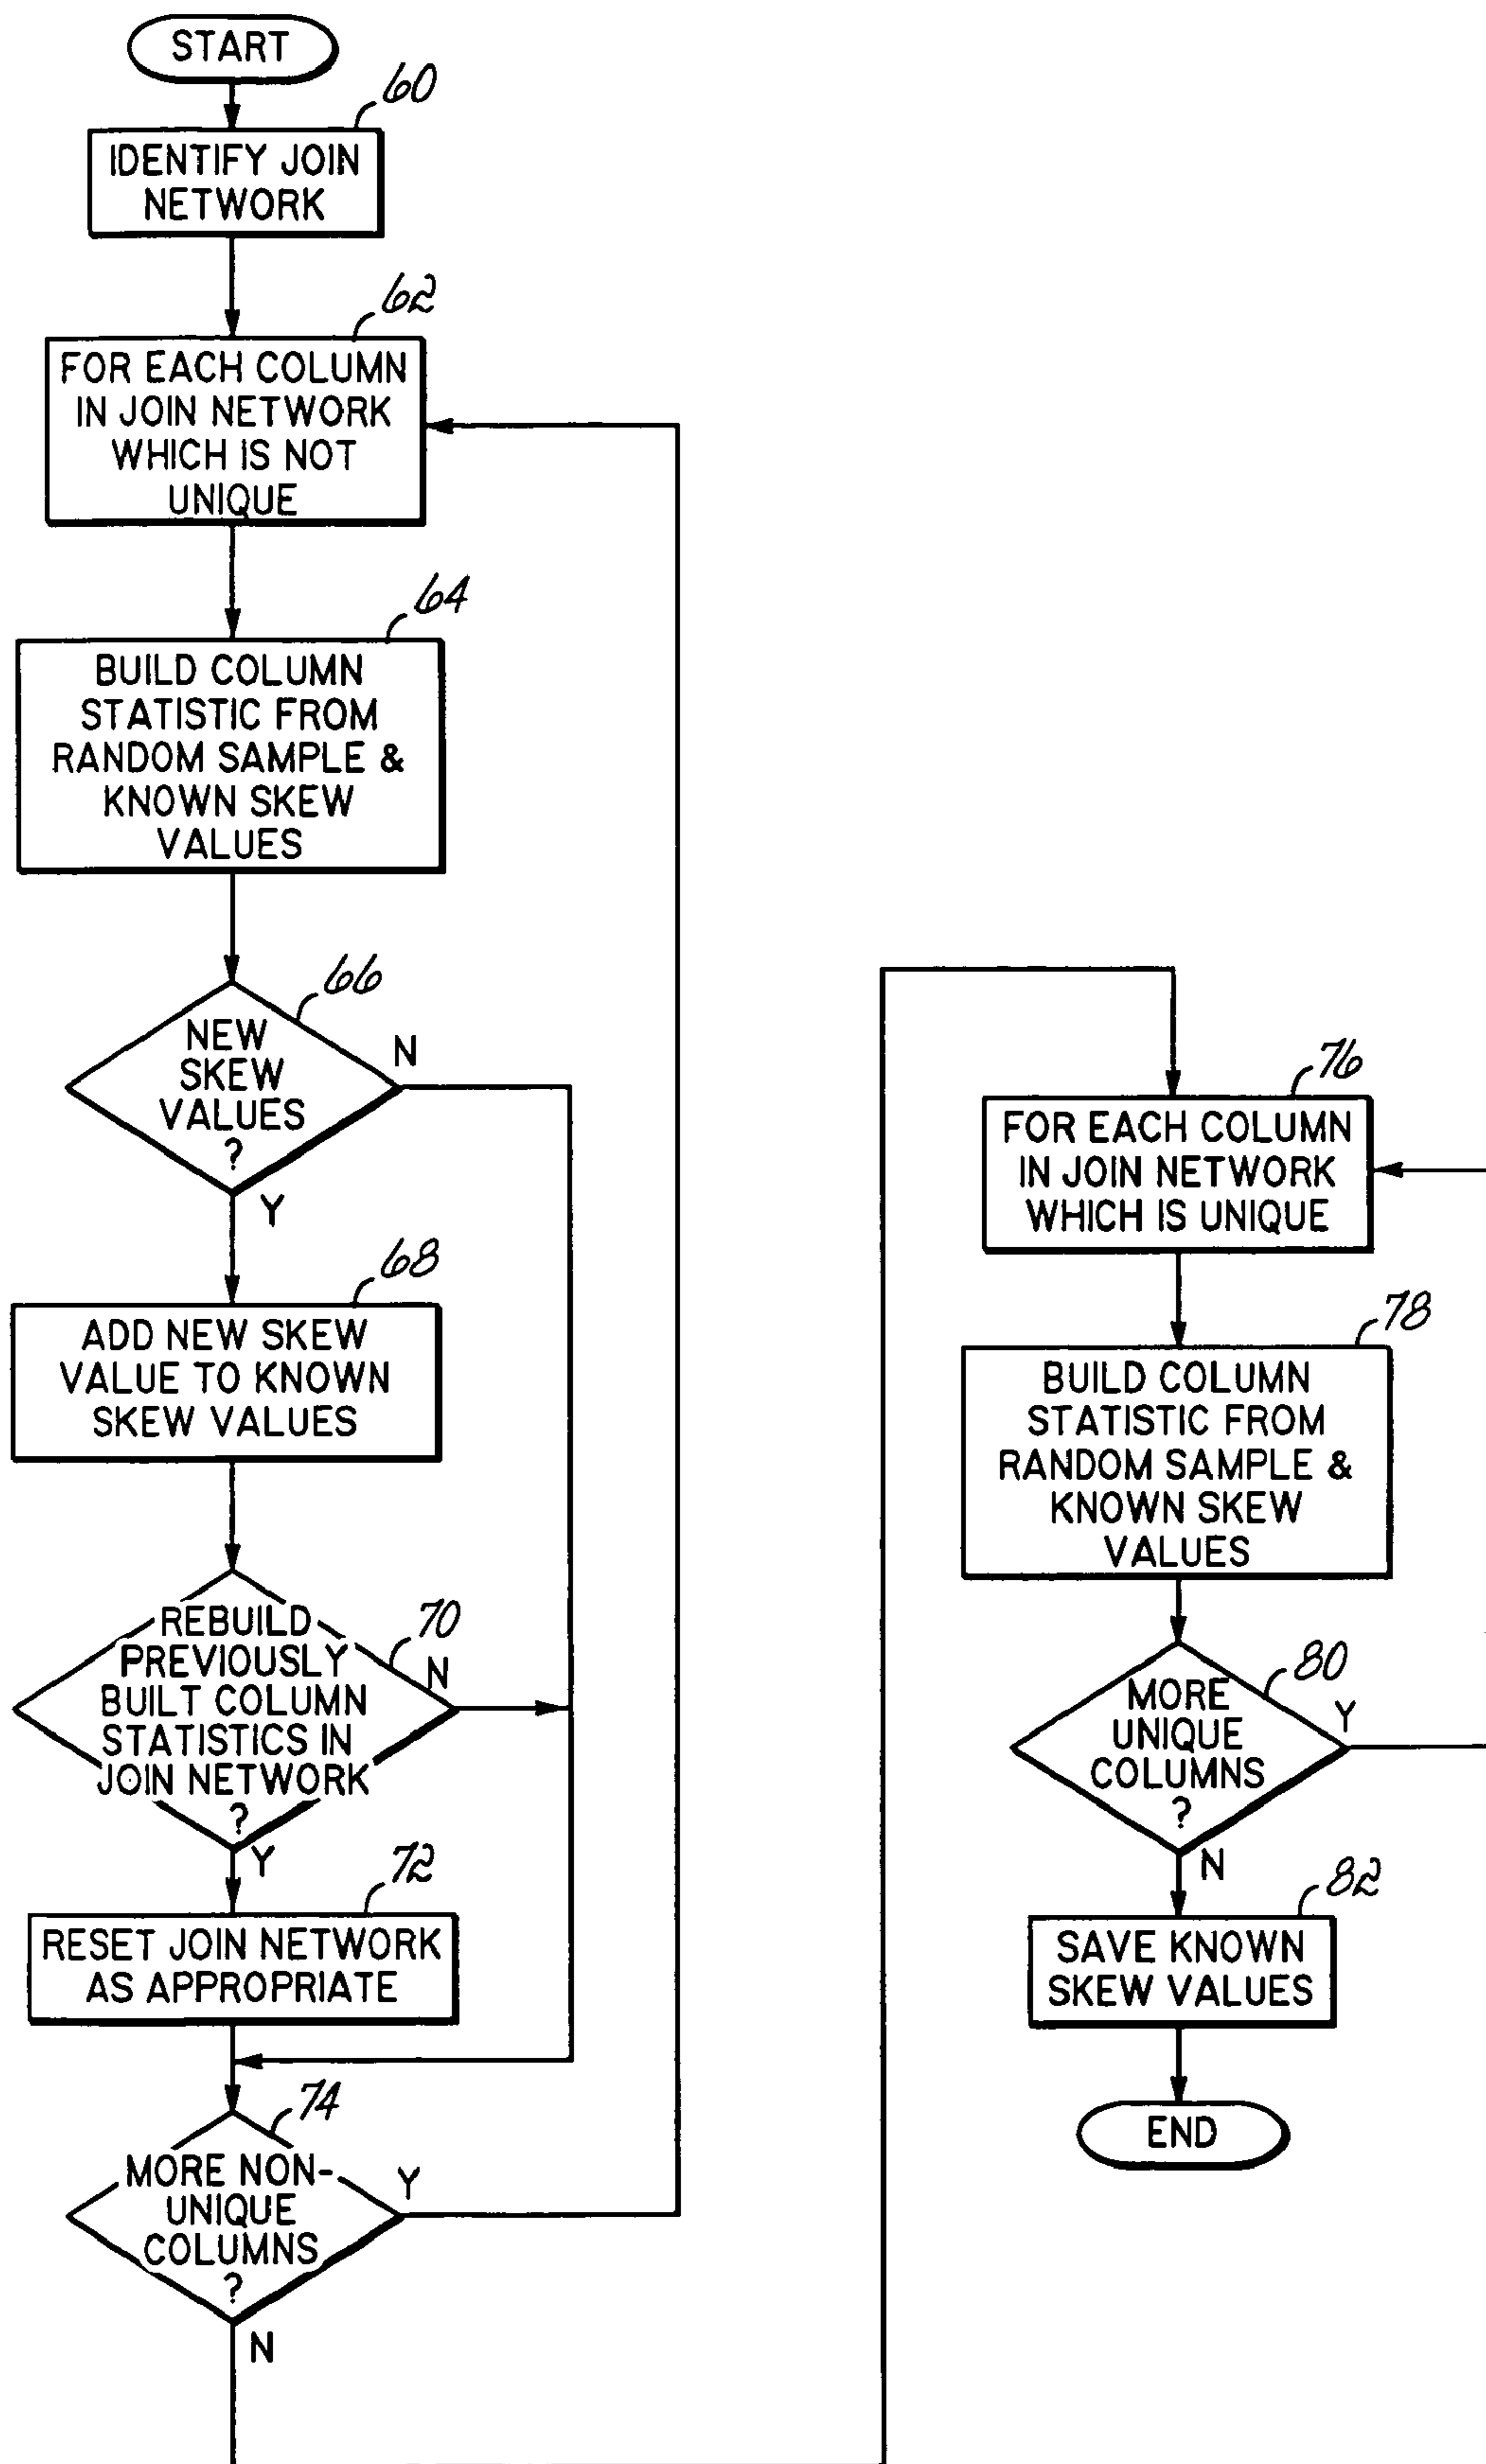 START
60
IDENTIFY JOIN
NETWORK
62
FOR EACH COLUMN
IN JOIN NETWORK
WHICH IS NOT
UNIQUE
64
BUILD COLUMN
STATISTIC FROM
RANDOM SAMPLE &
KNOWN SKEW
VALUES
66
NEW
SKEW
VALUES
?
N
Y
68
ADD NEW SKEW
VALUE TO KNOWN
SKEW VALUES
70
REBUILD
PREVIOUSLY
BUILT COLUMN
STATISTICS IN
JOIN NETWORK
?
N
Y
72
RESET JOIN NETWORK
AS APPROPRIATE
74
MORE NON-
UNIQUE
COLUMNS
?
Y
N
76
FOR EACH COLUMN
IN JOIN NETWORK
WHICH IS UNIQUE
78
BUILD COLUMN
STATISTIC FROM
RANDOM SAMPLE &
KNOWN SKEW
VALUES
80
MORE
UNIQUE
COLUMNS
?
Y
N
82
SAVE KNOWN
SKEW VALUES
END